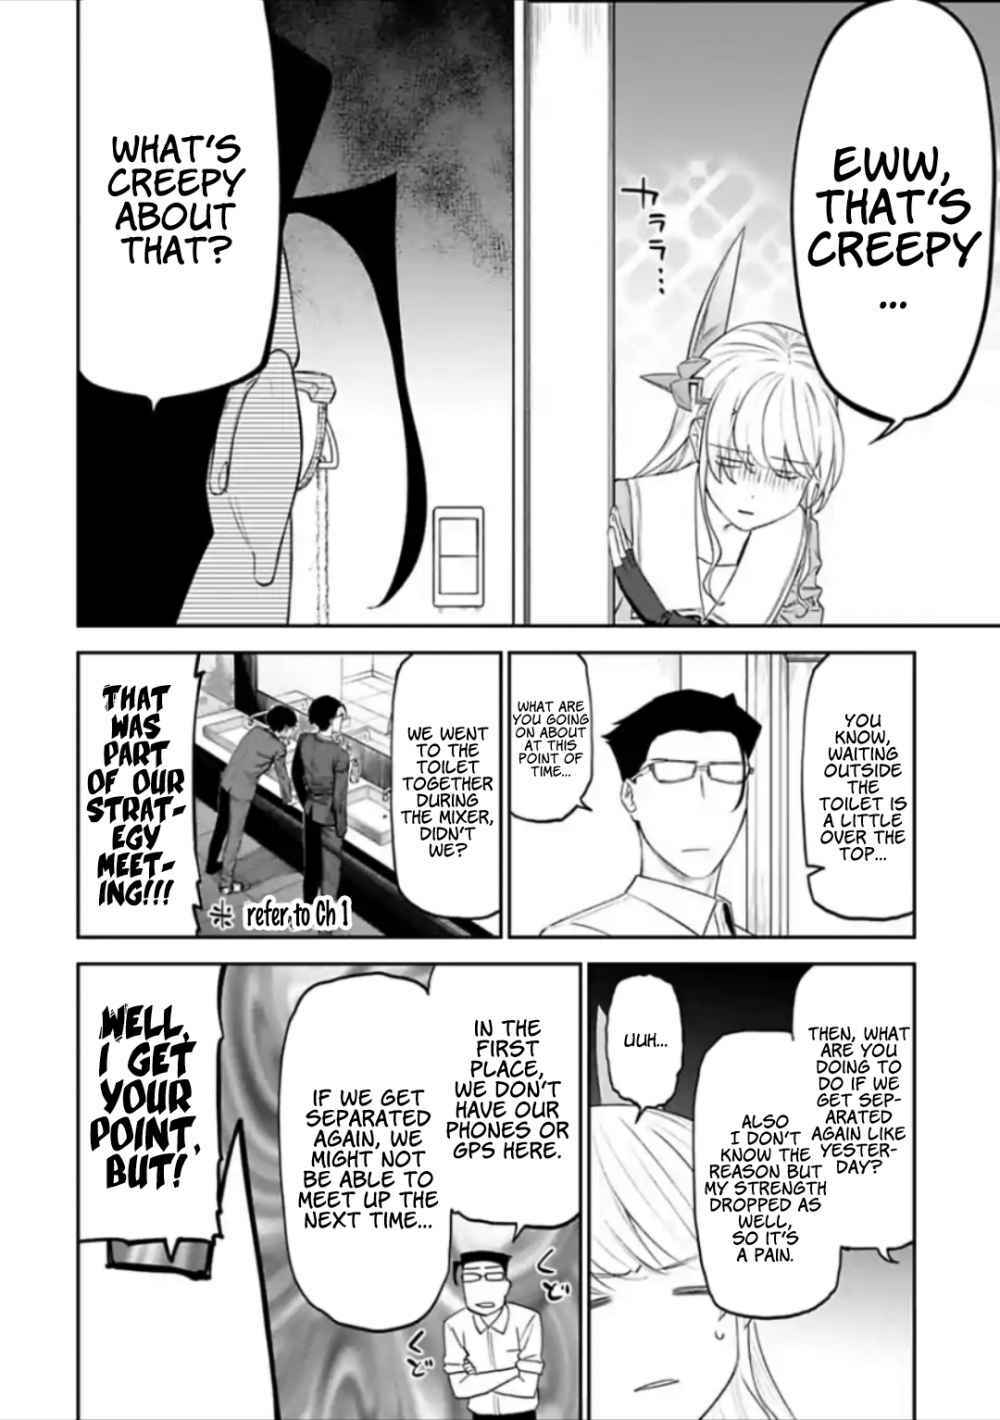 EWW,
THAT'S
CREEPY
...
カララ…
WHAT'S
CREEPY
ABOUT
THAT?
YOU
KNOW,
WAITING
OUTSIDE
THE
TOILET IS
A LITTLE
OVER THE
TOP...
WHAT ARE
YOU GOING
ON ABOUT
AT THIS
POINT OF
TIME...
WE WENT
TO THE
TOILET
TOGETHER
DURING
THE MIXER,
DIDN'T
WE?
※ refer to Ch 1
THAT
WAS
PART
OF OUR
STRAT-
EGY
MEET-
ING!!!
THEN, WHAT
ARE YOU
DOING TO
DO IF WE
GET SEP-
ARATED
AGAIN LIKE
YESTER-
DAY?
ALSO
I DON'T
KNOW THE
REASON BUT
MY STRENGTH
DROPPED AS
WELL,
SO IT'S
A PAIN.
UUH...
IN THE
FIRST
PLACE,
WE DON'T
HAVE OUR
PHONES OR
GPS HERE.
IF WE GET
SEPARATED
AGAIN, WE
MIGHT NOT
BE ABLE TO
MEET UP THE
NEXT TIME...
くど
くど
WELL,
I GET
YOUR
POINT,
BUT!